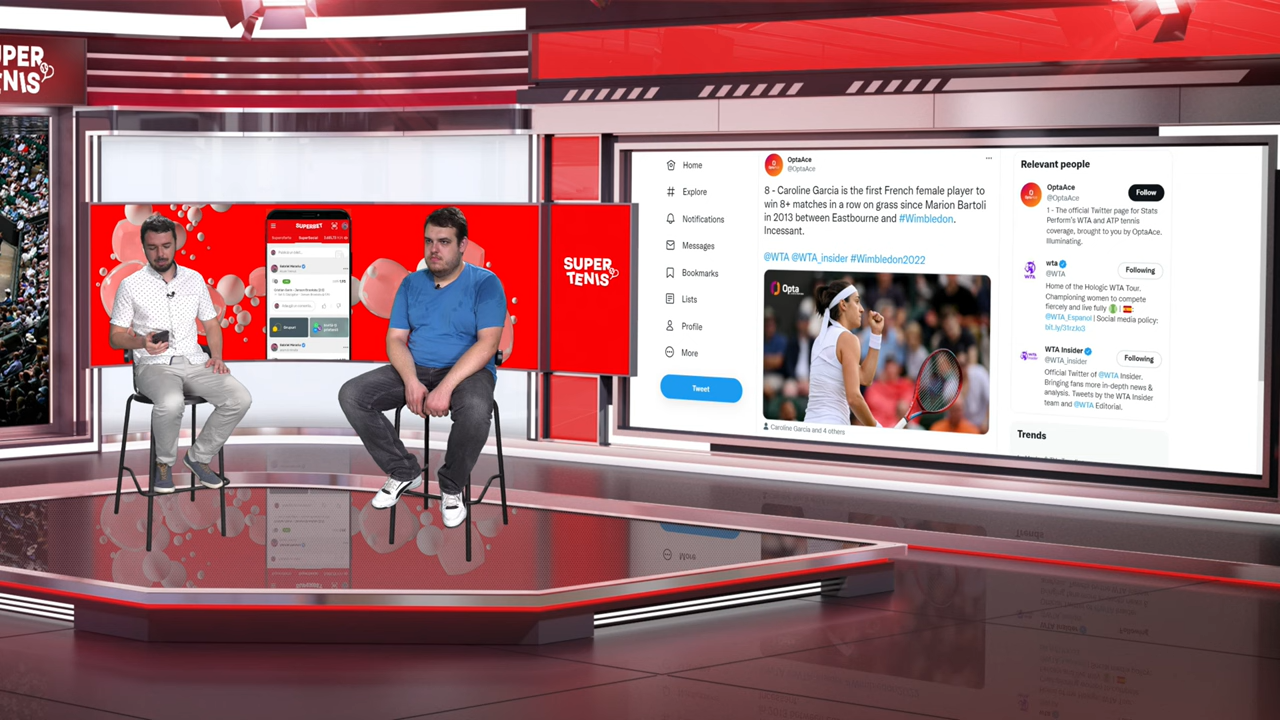 UPER
TENIS
SUPERBET
SUPER
TENIS
Home
Explore
Notifications
Messages
Bookmarks
Lists
Profile
More
Tweet
OptaAce
@OptaAce
8 - Caroline Garcia is the first French female player to
win 8+ matches in a row on grass since Marion Bartoli
in 2013 between Eastbourne and #Wimbledon.
Incessant.
@WTA @WTA_insider #Wimbledon2022
Opta
Caroline Garcia and 4 others
Relevant people
OptaAce
@OptaAce
Follow
1 - The official Twitter page for Stats
Perform's WTA and ATP tennis
coverage, brought to you by OptaAce.
Illuminating.
wta
@WTA
Following
Home of the Hologic WTA Tour.
Championing women to compete
fiercely and live fully
@WTA_Espanol | Social media policy:
WTA Insider
@WTA_insider
Following
Official Twitter of @WTA Insider.
Bringing fans more in-depth news &
analysis. Tweets by the WTA Insider
team and @WTA Editorial.
Trends